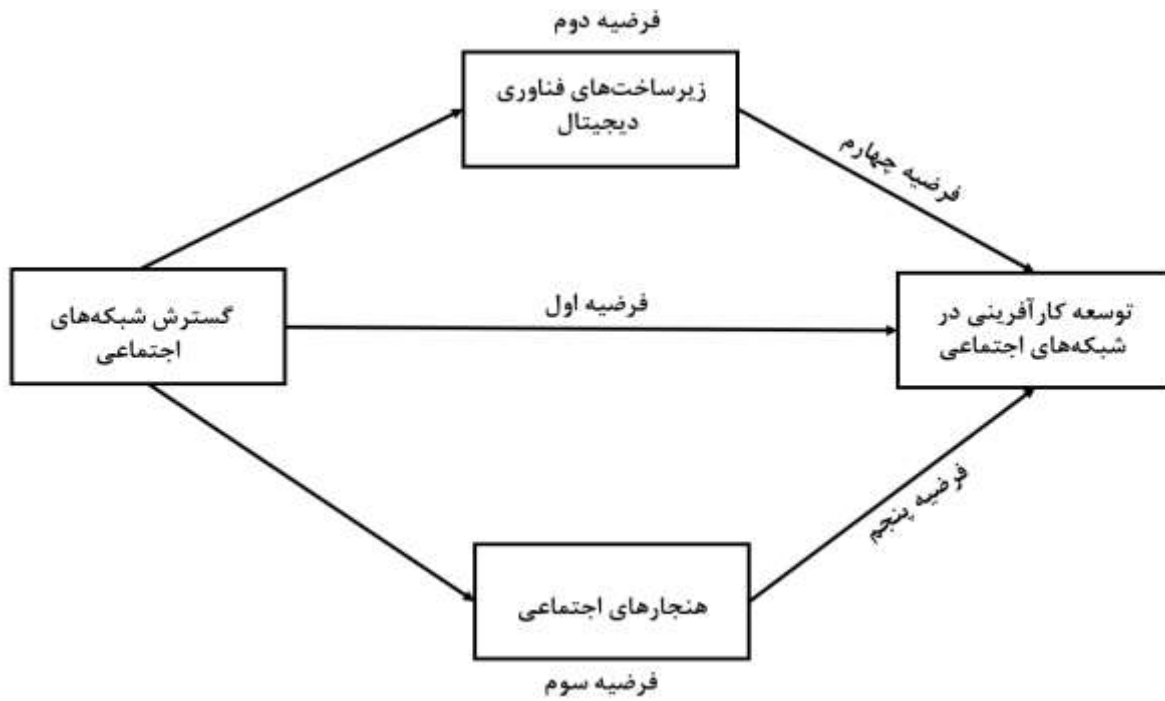 فرضیه دوم
زیرساخت‌های فناوری
دیجیتال
فرضیه چهارم
گسترش شبکه‌های
اجتماعی
فرضیه اول
توسعه کارآفرینی در
شبکه‌های اجتماعی
فرضیه پنجم
هنجارهای اجتماعی
فرضیه سوم